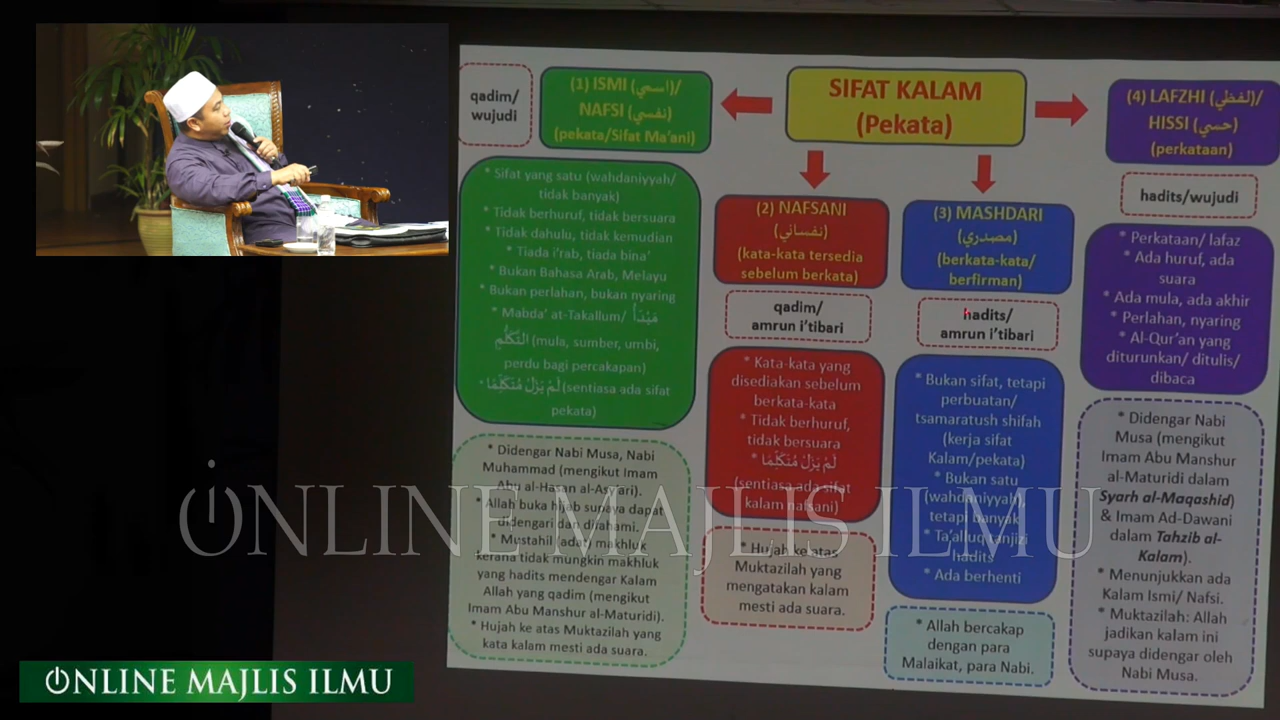 SIFAT KALAM
(Pekata)
qadim/
wujudi
(1) ISMI (اسمي)/
NAFSI (نفسي)
(pekata/Sifat Ma'ani)
* Sifat yang satu (wahdaniyyah/
tidak banyak)
* Tidak berhuruf, tidak bersuara
* Tidak dahulu, tidak kemudian
* Tiada i'rab, tiada bina'
* Bukan Bahasa Arab, Melayu
* Bukan perlahan, bukan nyaring
* Mabda' at-Takallum/ مَبْدَأُ
التَّكَلُّمِ (mula, sumber, umbi,
perdu bagi percakapan)
* لَمْ يَزَلْ مُتَكَلِّمًا (sentiasa ada sifat
pekata)
* Didengar Nabi Musa, Nabi
Muhammad (mengikut Imam
Abu al-Hasan al-Asy'ari).
* Allah buka hijab supaya dapat
didengari dan difahami.
* Mustahil (adat) makhluk
kerana tidak mungkin makhluk
yang hadits mendengar Kalam
Allah yang qadim (mengikut
Imam Abu Manshur al-Maturidi).
* Hujah ke atas Muktazilah yang
kata kalam mesti ada suara.
(2) NAFSANI
(نفساني)
(kata-kata tersedia
sebelum berkata)
qadim/
amrun i'tibari
* Kata-kata yang
disediakan sebelum
berkata-kata
* Tidak berhuruf,
tidak bersuara
* لَمْ يَزَلْ مُتَكَلِّمًا
(sentiasa ada sifat
kalam nafsani)
* Hujah ke atas
Muktazilah yang
mengatakan kalam
mesti ada suara.
(3) MASHDARI
(مصدري)
(berkata-kata/
berfirman)
hadits/
amrun i'tibari
* Bukan sifat, tetapi
perbuatan/
tsamaratush shifah
(kerja sifat
Kalam/pekata)
* Bukan satu
(wahdaniyyah),
tetapi banyak
* Ta'alluq tanjizi
hadits
* Ada berhenti
* Allah bercakap
dengan para
Malaikat, para Nabi.
(4) LAFZHI (لفظي)/
HISSI (حسي)
(perkataan)
hadits/wujudi
* Perkataan/ lafaz
* Ada huruf, ada
suara
* Ada mula, ada akhir
* Perlahan, nyaring
* Al-Qur'an yang
diturunkan/ ditulis/
dibaca
* Didengar Nabi
Musa (mengikut
Imam Abu Manshur
al-Maturidi dalam
Syarh al-Maqashid)
& Imam Ad-Dawani
dalam Tahzib al-
Kalam).
* Menunjukkan ada
Kalam Ismi/ Nafsi.
* Muktazilah: Allah
jadikan kalam ini
supaya didengar oleh
Nabi Musa.
ONLINE MAJLIS ILMU
ONLINE MAJLIS ILMU